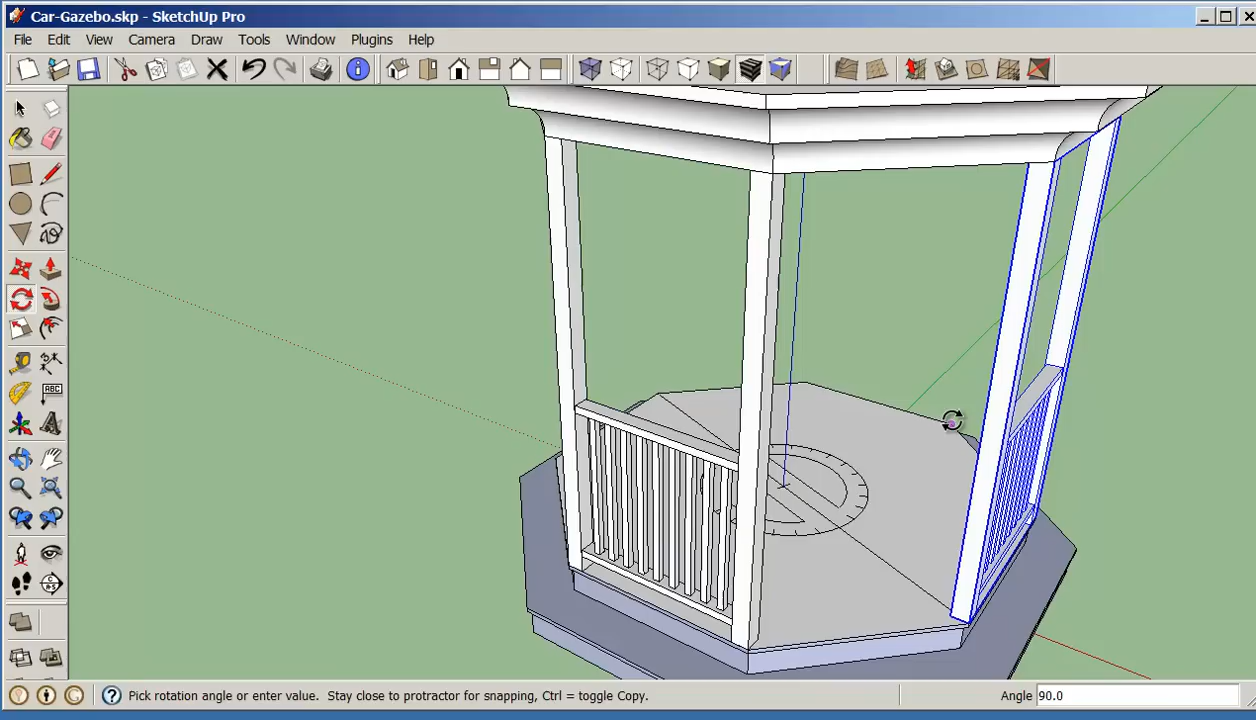 Car-Gazebo.skp - SketchUp Pro
File Edit View Camera Draw Tools Window Plugins Help
ABC
Pick rotation angle or enter value. Stay close to protractor for snapping, Ctrl = toggle Copy. Angle 90.0